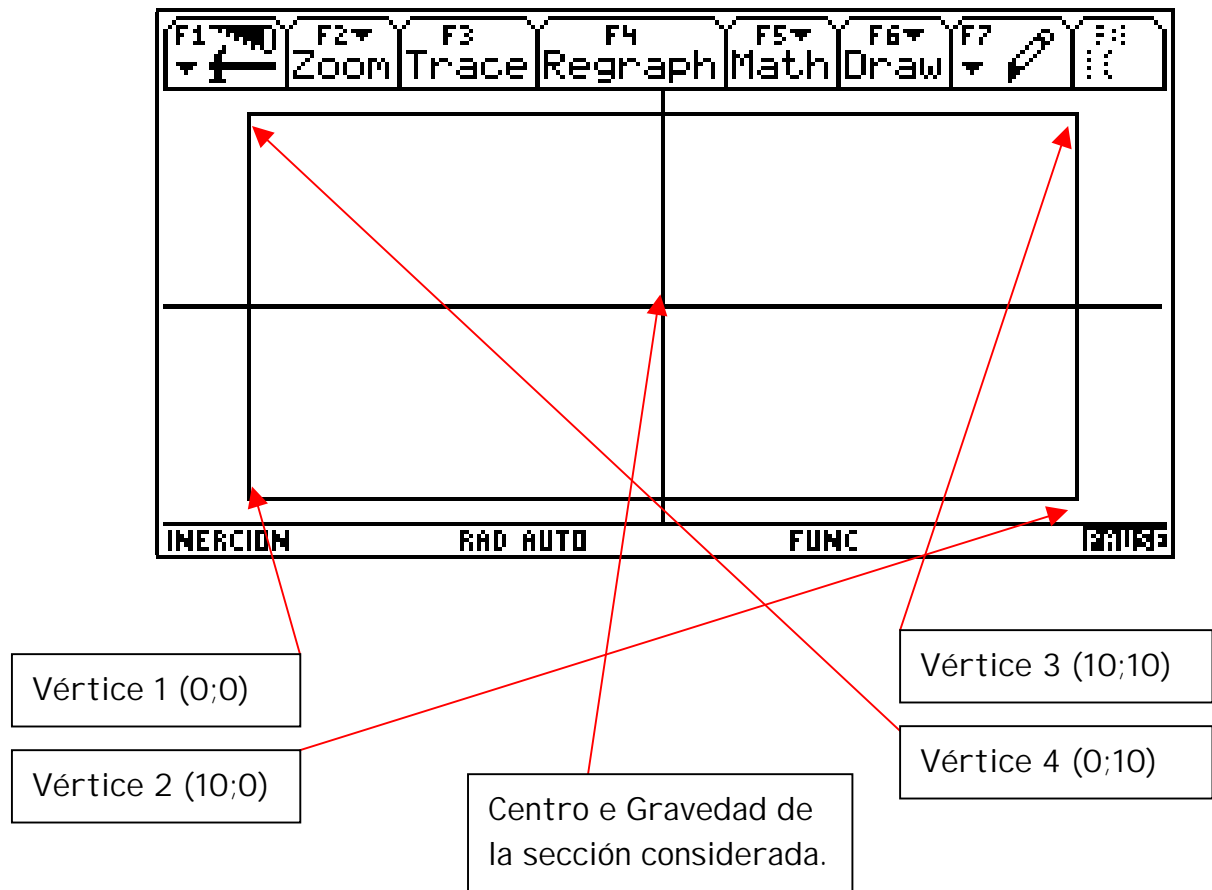 F1 F2 F3 F4 F5 F6 F7
Zoom Trace Regraph Math Draw
INERCION RAD AUTO FUNC PAUSE
Vértice 1 (0;0)
Vértice 3 (10;10)
Vértice 2 (10;0)
Vértice 4 (0;10)
Centro e Gravedad de
la sección considerada.